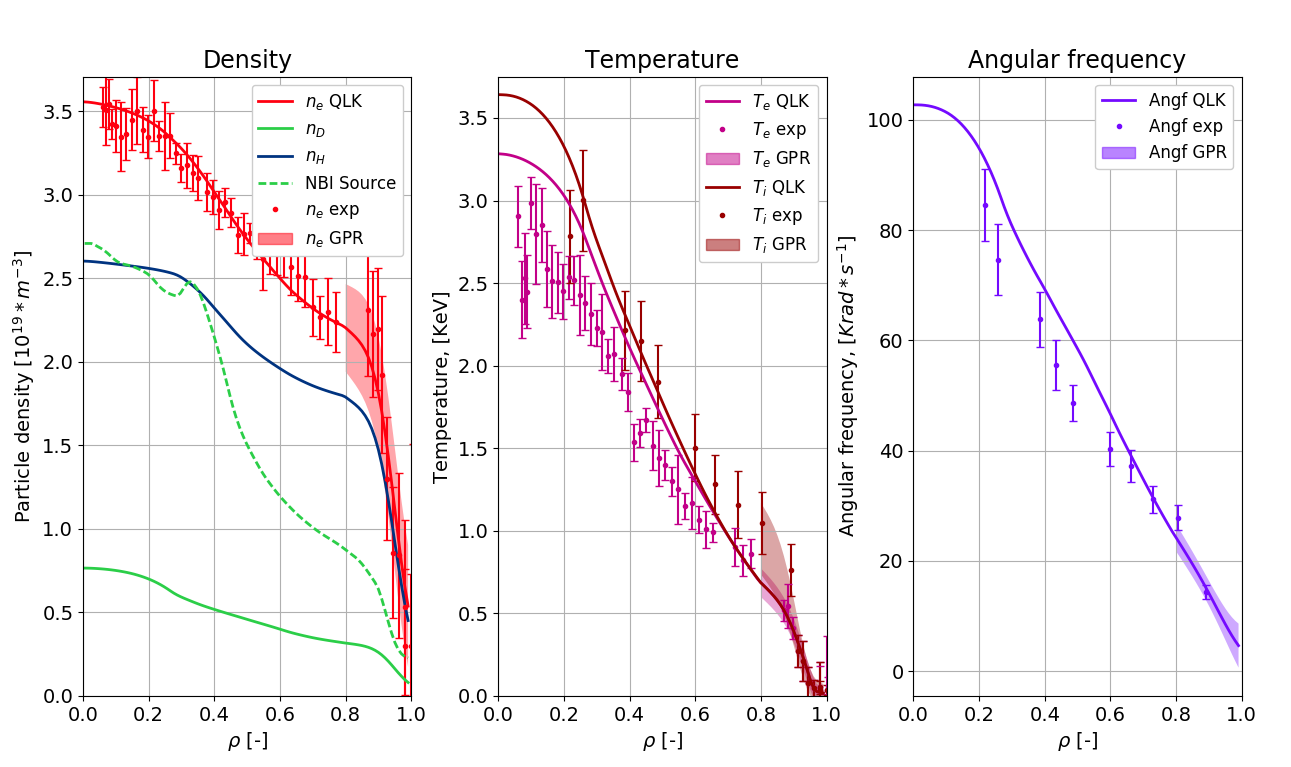 Density
Particle density [10^19 * m^-3]
3.5
3.0
2.5
2.0
1.5
1.0
0.5
0.0
0.0 0.2 0.4 0.6 0.8 1.0
ρ [-]
n_e QLK
n_D
n_H
NBI Source
n_e exp
n_e GPR
Temperature
Temperature, [KeV]
3.5
3.0
2.5
2.0
1.5
1.0
0.5
0.0
0.0 0.2 0.4 0.6 0.8 1.0
ρ [-]
T_e QLK
T_e exp
T_e GPR
T_i QLK
T_i exp
T_i GPR
Angular frequency
Angular frequency, [Krad * s^-1]
100
80
60
40
20
0
0.0 0.2 0.4 0.6 0.8 1.0
ρ [-]
Angf QLK
Angf exp
Angf GPR